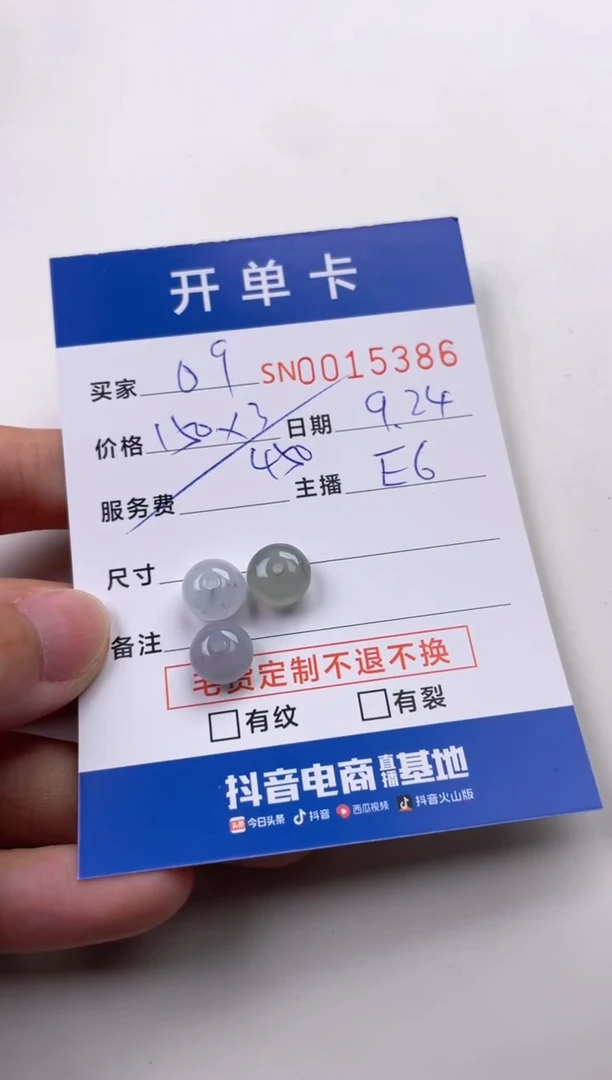 开单卡
买家 09 SN0015386
价格 150×3 日期 9.24
450
服务费 主播 E6
尺寸
备注
毛货定制不退不换
□有纹 □有裂
抖音电商直播基地
头条 今日头条 抖音 西瓜视频 抖音火山版